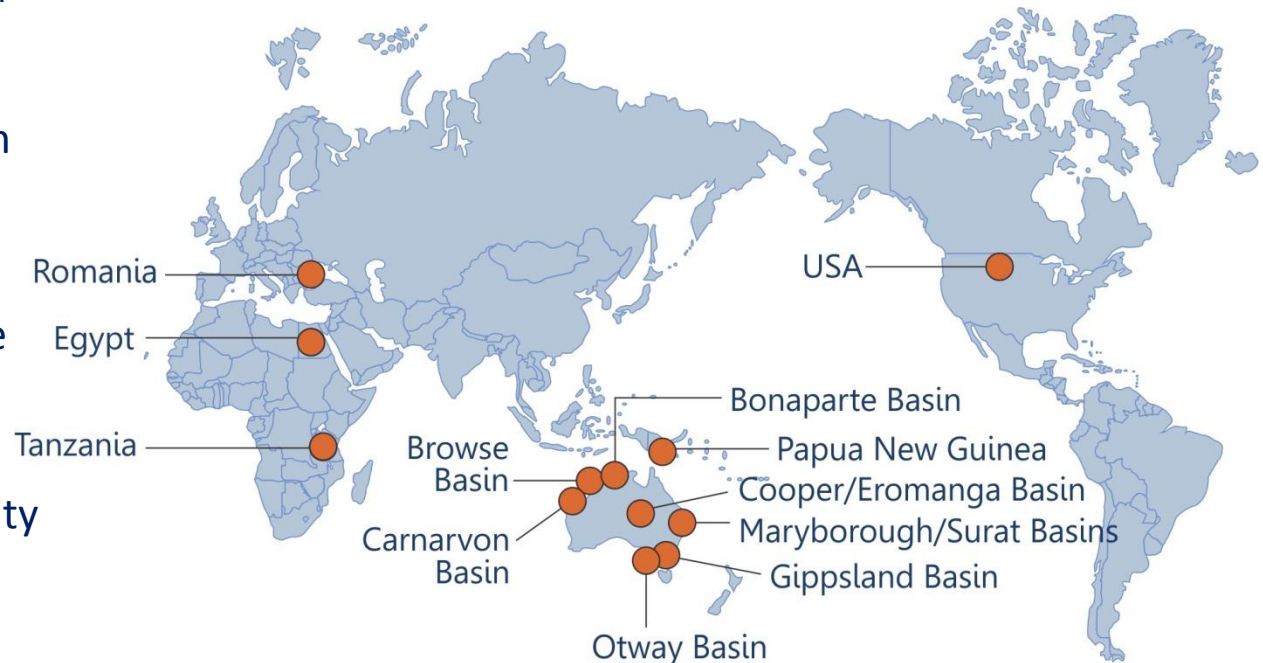 Romania
Egypt
Tanzania
USA
Bonaparte Basin
Browse
Basin
Papua New Guinea
Cooper/Eromanga Basin
Maryborough/Surat Basins
Carnarvon
Basin
Gippsland Basin
Otway Basin